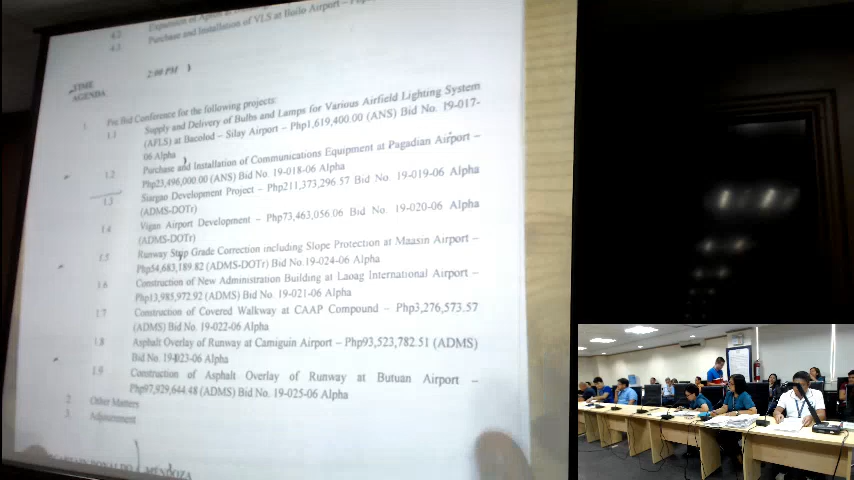 4.2 Expansion of Apron at
4.3 Purchase and Installation of VLS at Iloilo Airport –
TIME 2:00 PM
AGENDA
1. Pre Bid Conference for the following projects:
1.1 Supply and Delivery of Bulbs and Lamps for Various Airfield Lighting System
(AFLS) at Bacolod – Silay Airport – Php1,619,400.00 (ANS) Bid No. 19-017-
06 Alpha
1.2 Purchase and Installation of Communications Equipment at Pagadian Airport –
Php23,496,000.00 (ANS) Bid No. 19-018-06 Alpha
1.3 Siargao Development Project – Php211,373,296.57 Bid No. 19-019-06 Alpha
(ADMS-DOTr)
1.4 Vigan Airport Development – Php73,463,056.06 Bid No. 19-020-06 Alpha
(ADMS-DOTr)
1.5 Runway Strip Grade Correction including Slope Protection at Maasin Airport –
Php54,683,189.82 (ADMS-DOTr) Bid No. 19-024-06 Alpha
1.6 Construction of New Administration Building at Laoag International Airport –
Php13,985,972.92 (ADMS) Bid No. 19-021-06 Alpha
1.7 Construction of Covered Walkway at CAAP Compound – Php3,276,573.57
(ADMS) Bid No. 19-022-06 Alpha
1.8 Asphalt Overlay of Runway at Camiguin Airport – Php93,523,782.51 (ADMS)
Bid No. 19-023-06 Alpha
1.9 Construction of Asphalt Overlay of Runway at Butuan Airport –
Php97,929,644.48 (ADMS) Bid No. 19-025-06 Alpha
2. Other Matters
3. Adjournment
MENDOZA